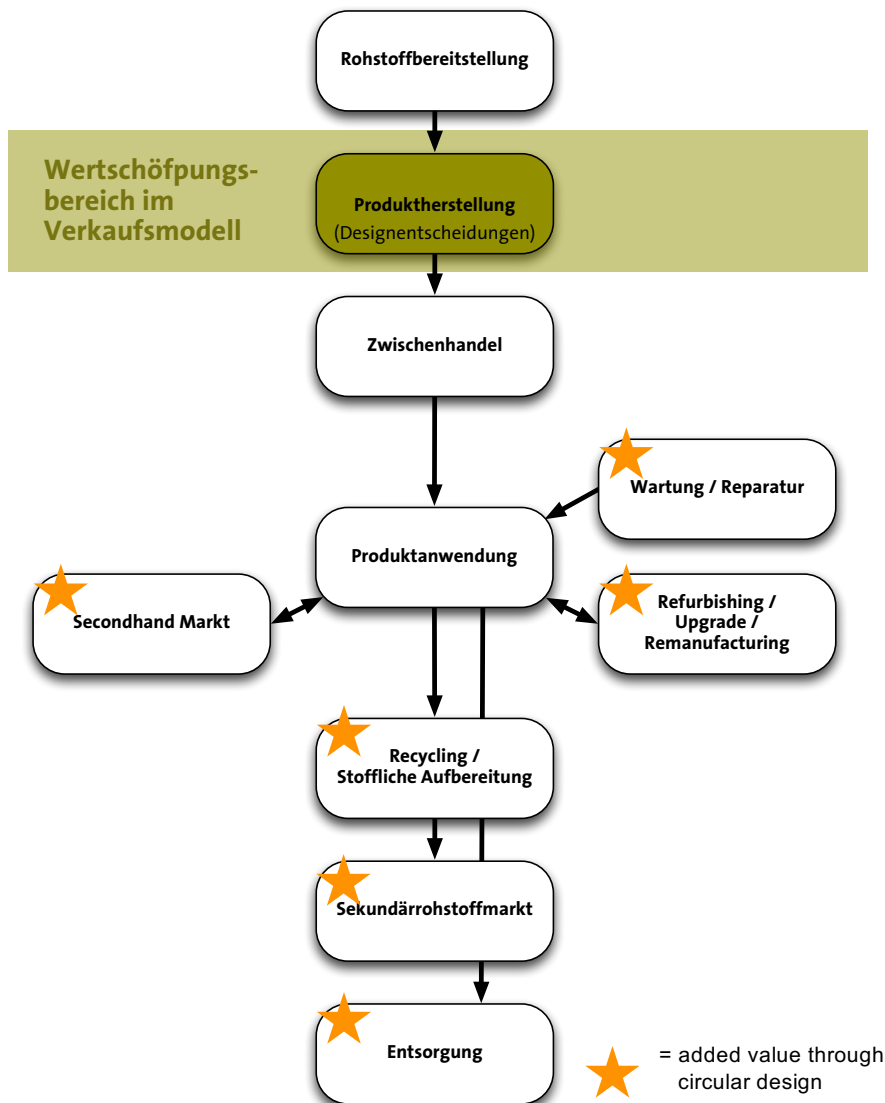 Rohstoffbereitstellung
Wertschöfpungs-
bereich im
Verkaufsmodell
Produktherstellung
(Designentscheidungen)
Zwischenhandel
Wartung / Reparatur
Produktanwendung
Secondhand Markt
Refurbishing /
Upgrade /
Remanufacturing
Recycling /
Stoffliche Aufbereitung
Sekundärrohstoffmarkt
Entsorgung
= added value through
circular design